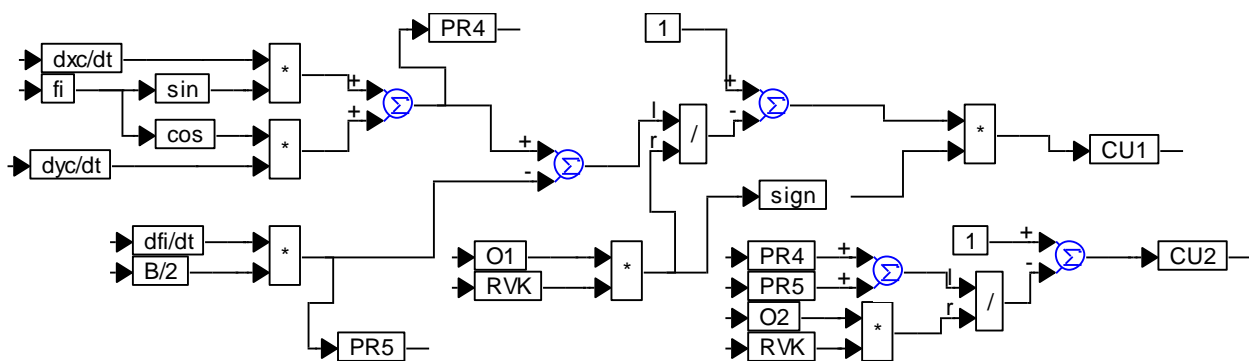 PR4
1
dxc/dt
fi
sin
*
+
+
Σ
cos
*
dyc/dt
+
-
Σ
l
r
/
+
-
Σ
*
CU1
sign
dfi/dt
B/2
*
O1
RVK
*
PR5
PR4
PR5
O2
RVK
+
+
Σ
*
l
r
/
1
+
-
Σ
CU2